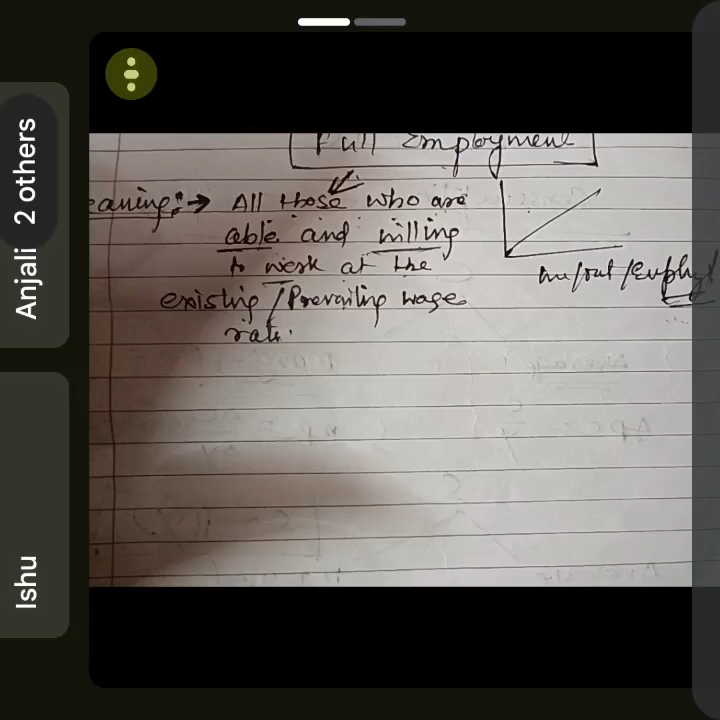 Full Employment
eaning:→ All those who are
able and willing
to work at the
existing/Prevailing wage
rate.
Anjali 2 others
Ishu